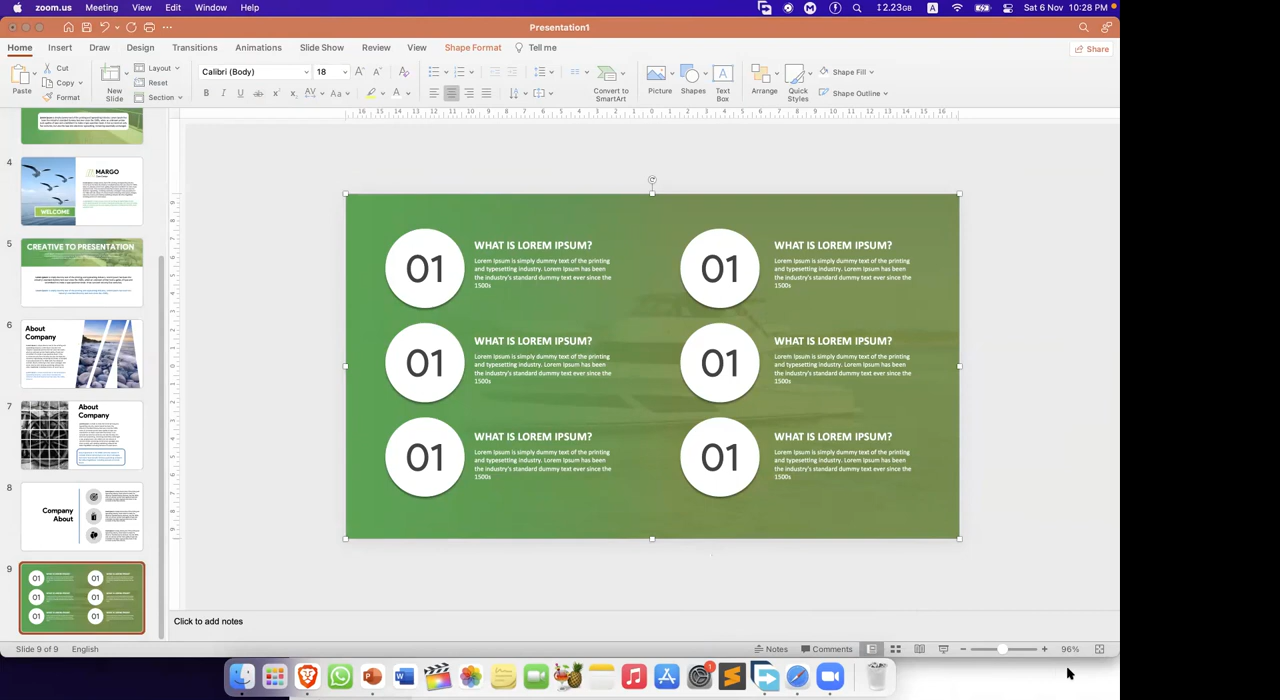 zoom.us Meeting View Edit Window Help 2.23GB A Sat 6 Nov 10:28 PM
Presentation1
Home Insert Draw Design Transitions Animations Slide Show Review View Shape Format Tell me Share
Paste Cut Copy Format New Slide Layout Reset Section Calibri (Body) 18 Convert to SmartArt Picture Shapes Text Box Arrange Quick Styles Shape Fill Shape Outline
4
MARGO
WELCOME
5
CREATIVE TO PRESENTATION
6
About
Company
7
About
Company
8
Company
About
9
01 01
01 01
01 01
01
WHAT IS LOREM IPSUM?
Lorem Ipsum is simply dummy text of the printing
and typesetting industry. Lorem Ipsum has been
the industry's standard dummy text ever since the
1500s
01
WHAT IS LOREM IPSUM?
Lorem Ipsum is simply dummy text of the printing
and typesetting industry. Lorem Ipsum has been
the industry's standard dummy text ever since the
1500s
01
WHAT IS LOREM IPSUM?
Lorem Ipsum is simply dummy text of the printing
and typesetting industry. Lorem Ipsum has been
the industry's standard dummy text ever since the
1500s
01
WHAT IS LOREM IPSUM?
Lorem Ipsum is simply dummy text of the printing
and typesetting industry. Lorem Ipsum has been
the industry's standard dummy text ever since the
1500s
01
WHAT IS LOREM IPSUM?
Lorem Ipsum is simply dummy text of the printing
and typesetting industry. Lorem Ipsum has been
the industry's standard dummy text ever since the
1500s
01
WHAT IS LOREM IPSUM?
Lorem Ipsum is simply dummy text of the printing
and typesetting industry. Lorem Ipsum has been
the industry's standard dummy text ever since the
1500s
Click to add notes
Slide 9 of 9 English Notes Comments 96%